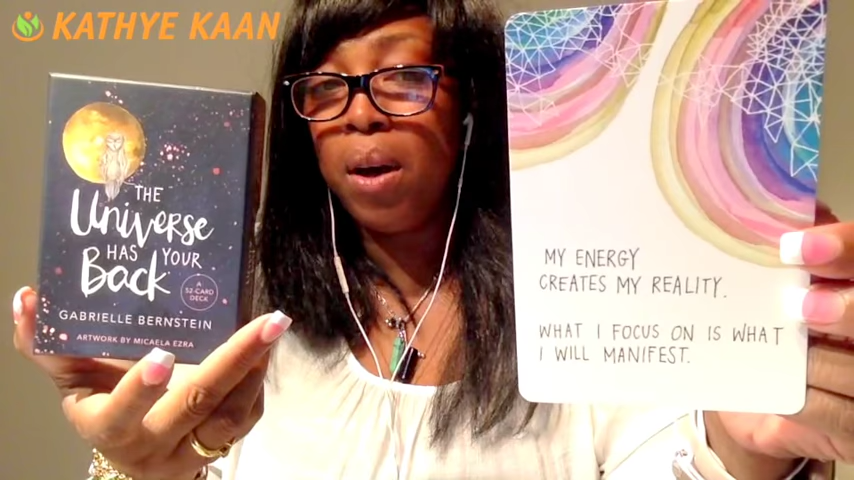 KATHYE KAAN
THE
Universe
HAS YOUR
Back
A
52-CARD
DECK
GABRIELLE BERNSTEIN
ARTWORK BY MICAELA EZRA
MY ENERGY
CREATES MY REALITY.
WHAT I FOCUS ON IS WHAT
I WILL MANIFEST.